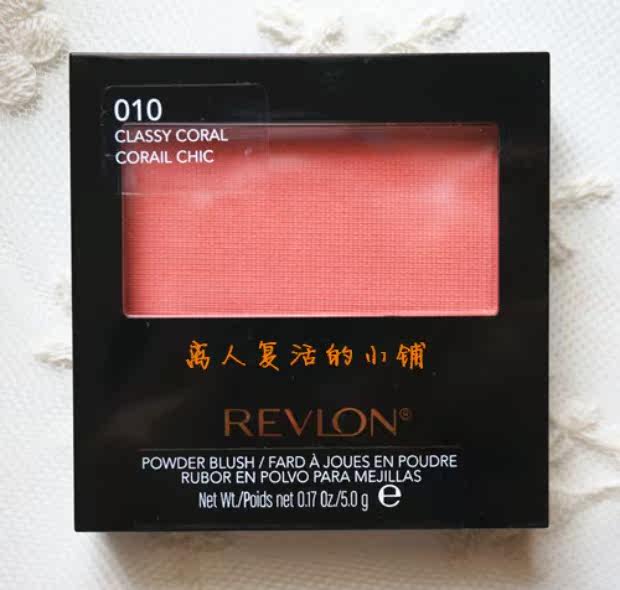 010
CLASSY CORAL
CORAIL CHIC
离人复活的小铺
REVLON®
POWDER BLUSH / FARD À JOUES EN POUDRE
RUBOR EN POLVO PARA MEJILLAS
Net Wt./Poids net 0.17 Oz./5.0 g e